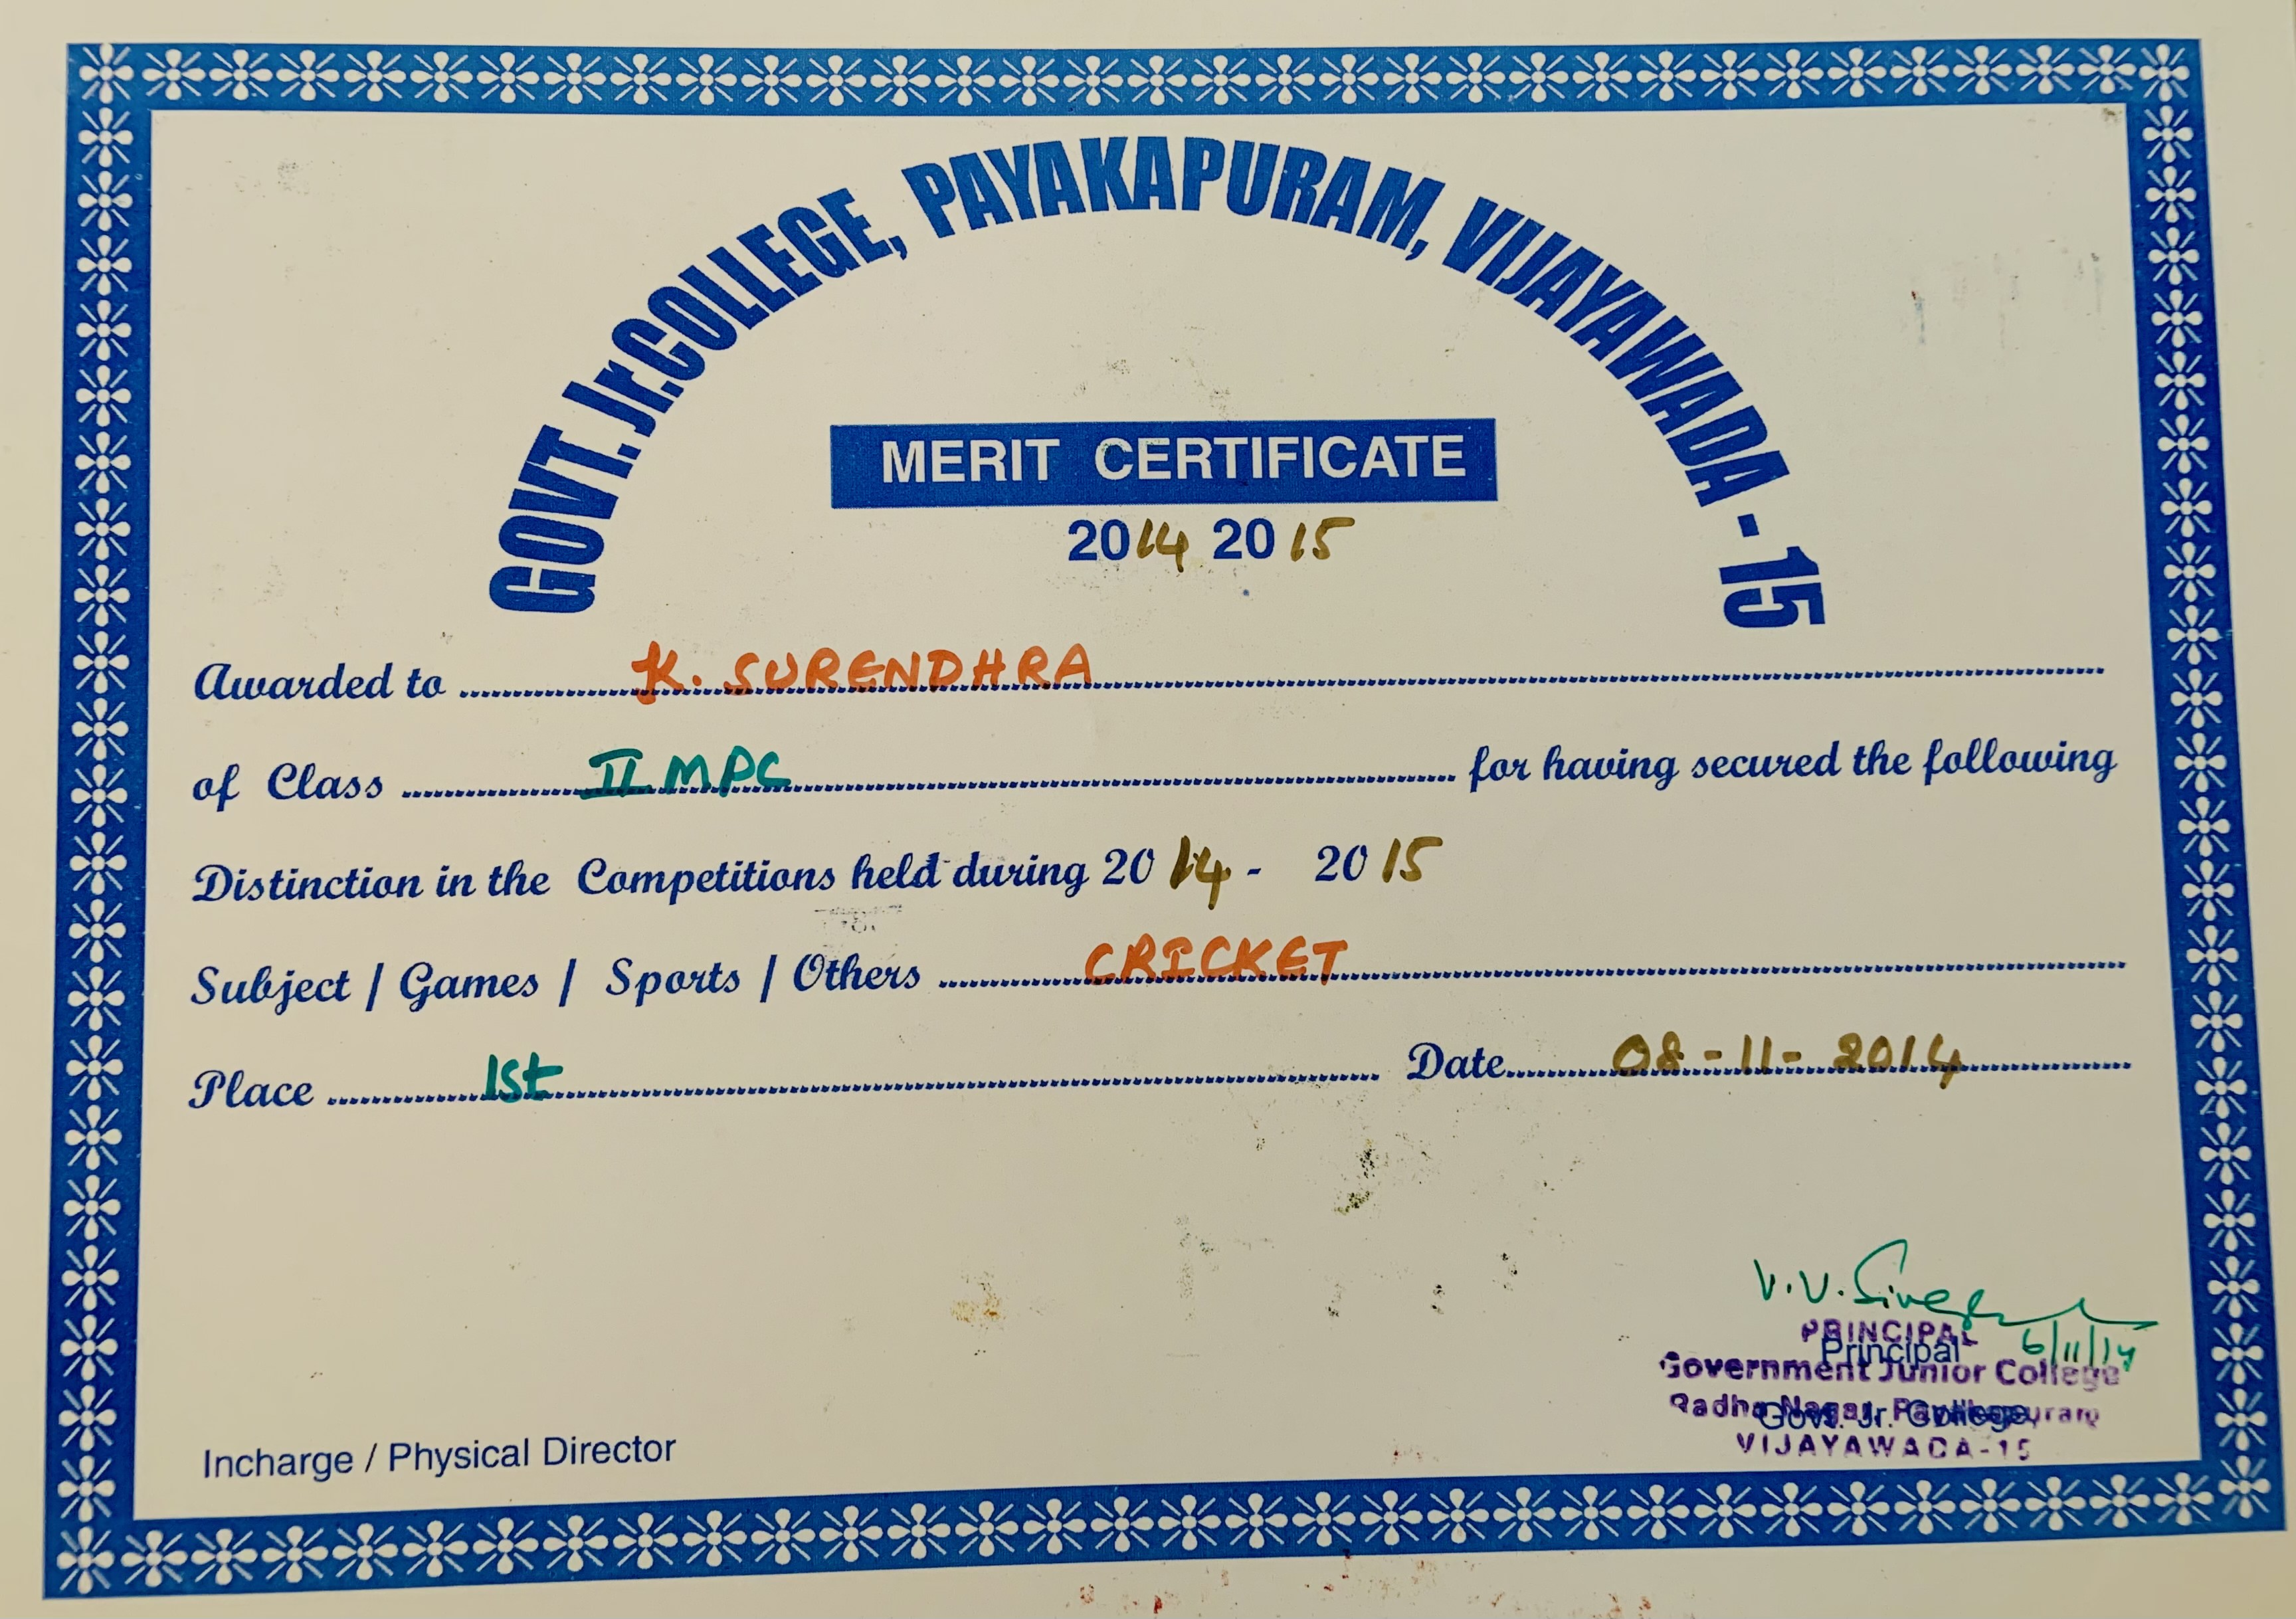 GOVT.Jr.COLLEGE, PAYAKAPURAM, VIJAYAWADA - 15
MERIT CERTIFICATE
2014 2015
Awarded to K. SURENDHRA
of Class II MPC for having secured the following
Distinction in the Competitions held during 2014 - 2015
Subject / Games / Sports / Others CRICKET
Place 1st Date 08-11-2014
V.V.
PRINCIPAL 6/11/14
Principal
Government Junior College
Radha Nagar, Payakapuram
Govt. Jr. College,
VIJAYAWADA-15
Incharge / Physical Director